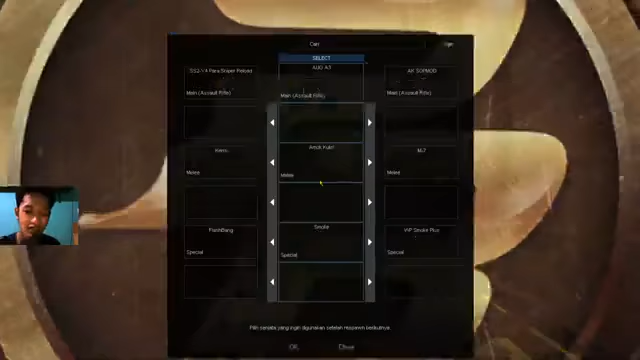 Cari
SELECT
SS2-V4 Para Sniper Reload
AUG A3
AK SOPMOD
Main (Assault Rifle)
Main (Assault Rifle)
Main (Assault Rifle)
Keris
Amok Kukri
M-7
Melee
Melee
Melee
FlashBang
Smoke
WP Smoke Plus
Special
Special
Special
Pilih senjata yang ingin digunakan setelah respawn berikutnya.
OK